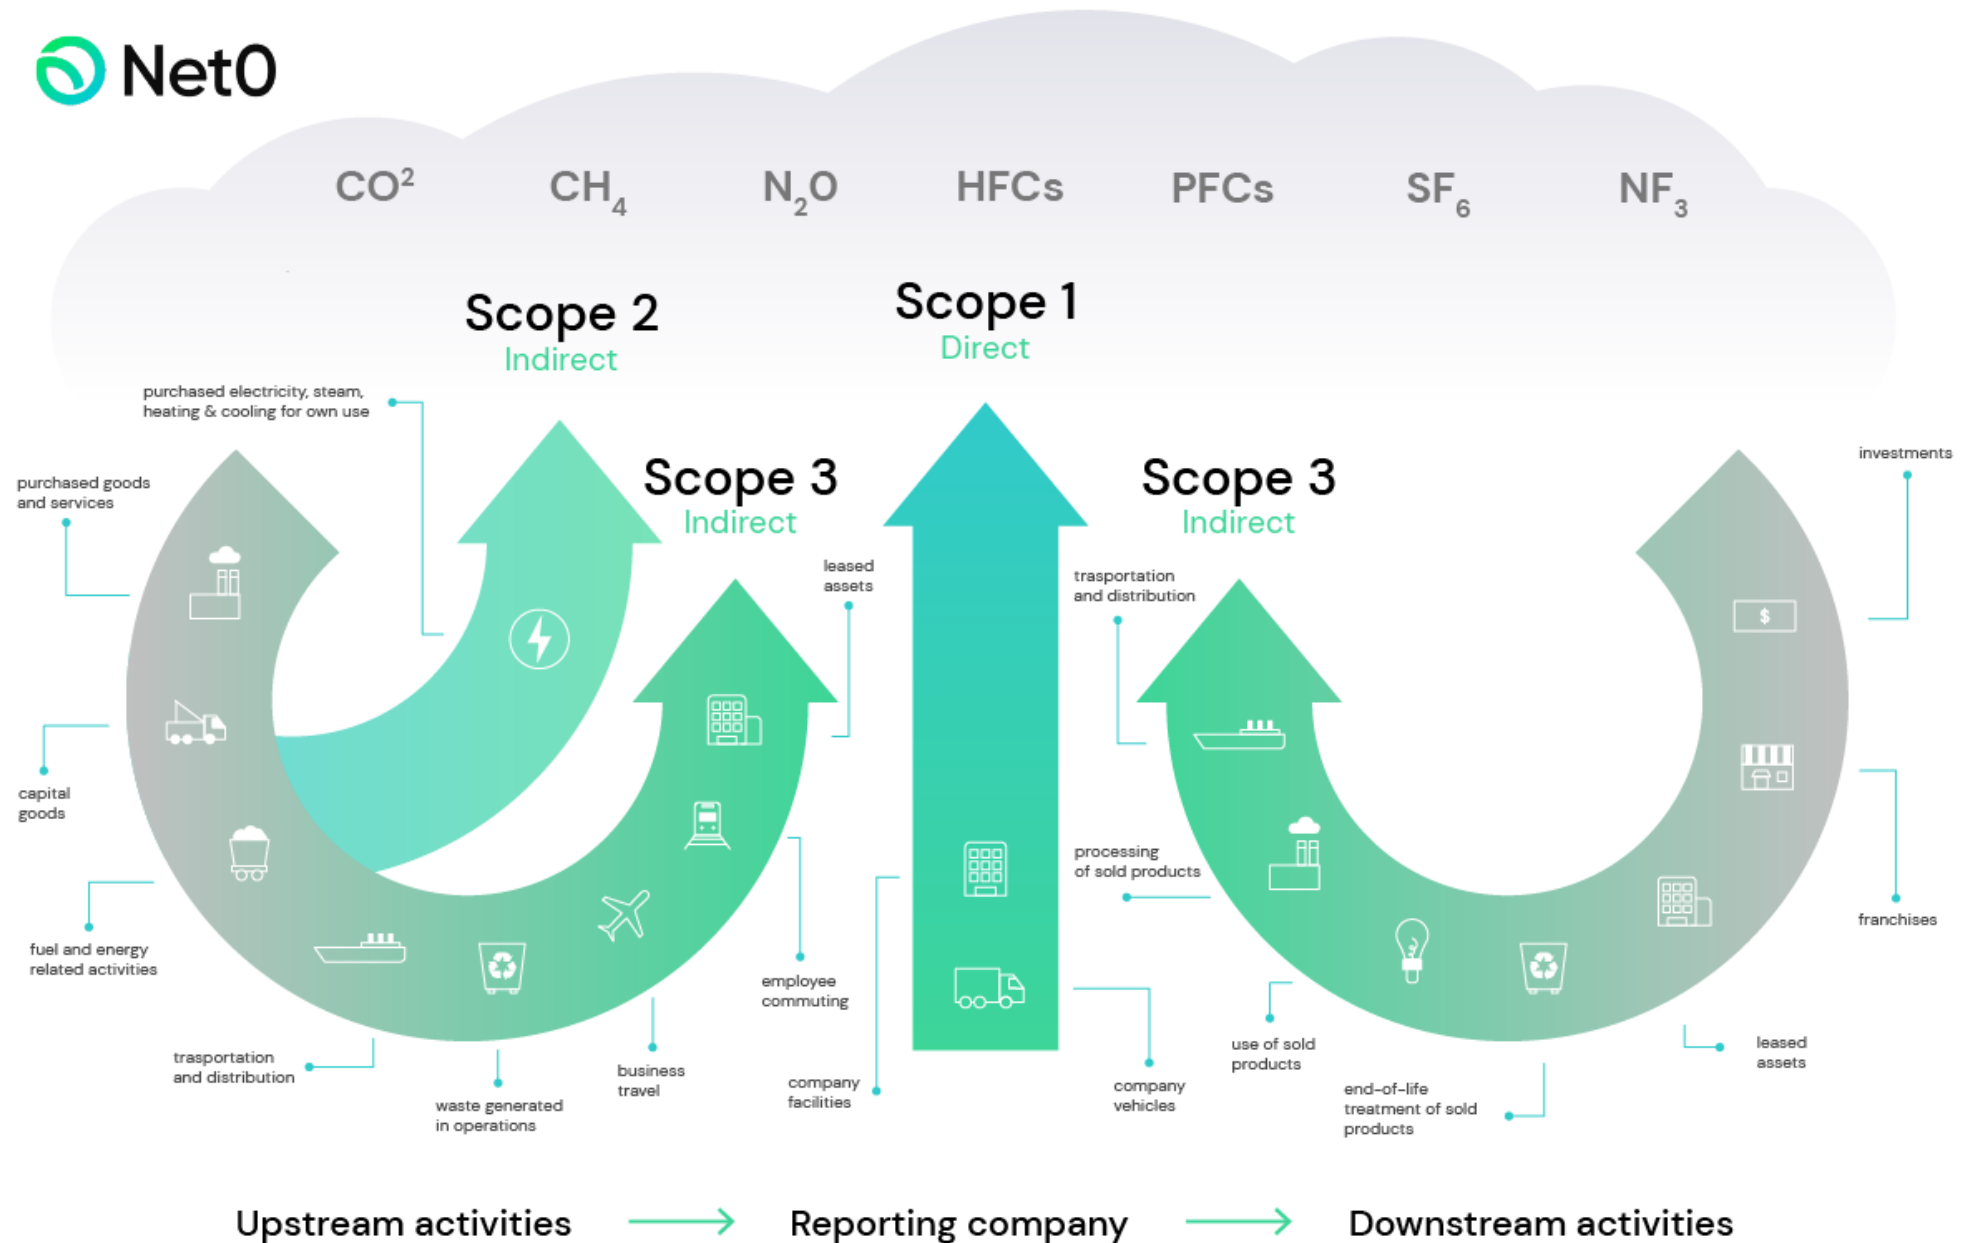 Net0
CO²
CH₄
N₂O
HFCs
PFCs
SF₆
NF₃
Scope 2
Indirect
Scope 1
Direct
purchased electricity, steam,
heating & cooling for own use
Scope 3
Indirect
Scope 3
Indirect
investments
purchased goods
and services
leased
assets
trasportation
and distribution
$
capital
goods
processing
of sold products
franchises
fuel and energy
related activities
employee
commuting
use of sold
products
leased
assets
trasportation
and distribution
business
travel
company
facilities
company
vehicles
waste generated
in operations
end-of-life
treatment of sold
products
Upstream activities
Reporting company
Downstream activities